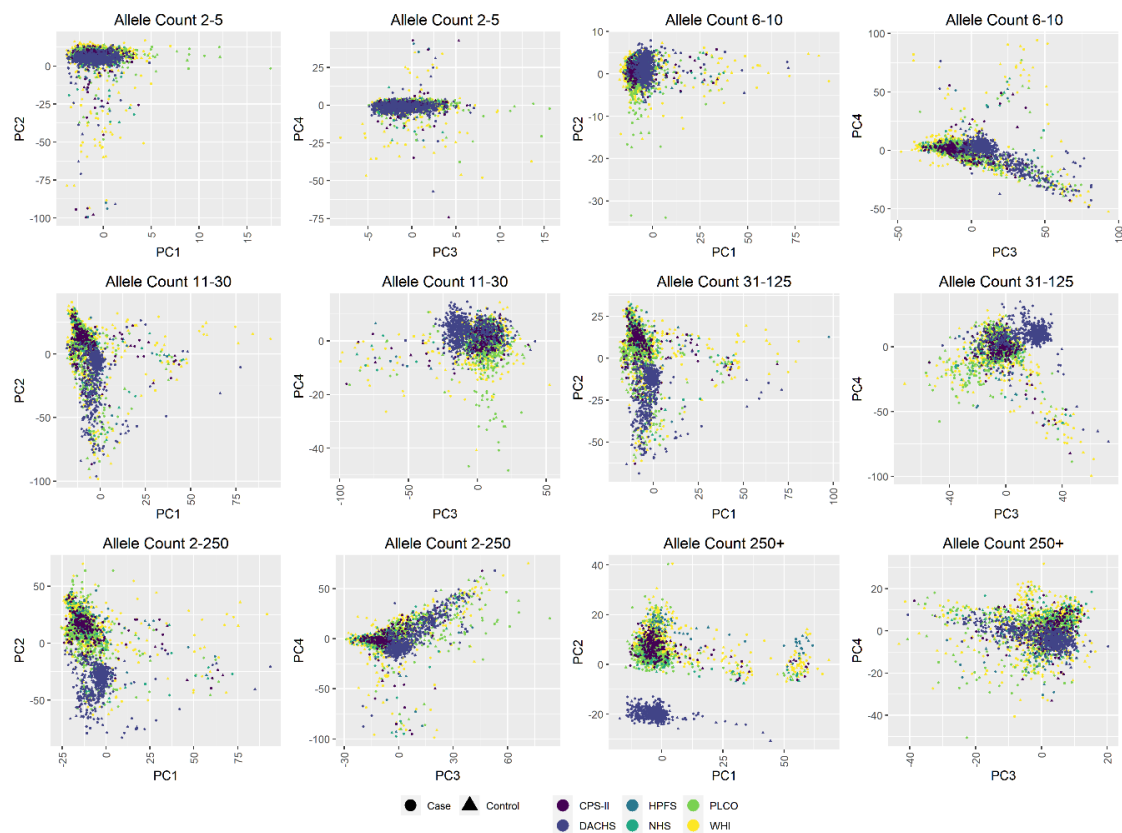 Allele Count 2-5
Allele Count 2-5
Allele Count 6-10
Allele Count 6-10
0
-25
-50
-75
-100
PC2
0
5
10
15
PC1
25
0
-25
-50
-75
PC4
-5
0
5
10
15
PC3
10
0
-10
-20
-30
PC2
0
25
50
75
PC1
100
50
0
-50
PC4
-50
0
50
100
PC3
Allele Count 11-30
Allele Count 11-30
Allele Count 31-125
Allele Count 31-125
0
-50
-100
PC2
0
25
50
75
PC1
0
-20
-40
PC4
-100
-50
0
50
PC3
25
0
-25
-50
PC2
0
25
50
75
100
PC1
0
-50
-100
PC4
-40
0
40
PC3
Allele Count 2-250
Allele Count 2-250
Allele Count 250+
Allele Count 250+
50
0
-50
PC2
-25
0
25
50
75
PC1
50
0
-50
-100
PC4
-30
0
30
60
PC3
40
20
0
-20
PC2
0
25
50
PC1
20
0
-20
-40
PC4
-40
-20
0
20
PC3
Case Control CPS-II HPFS PLCO
DACHS NHS WHI